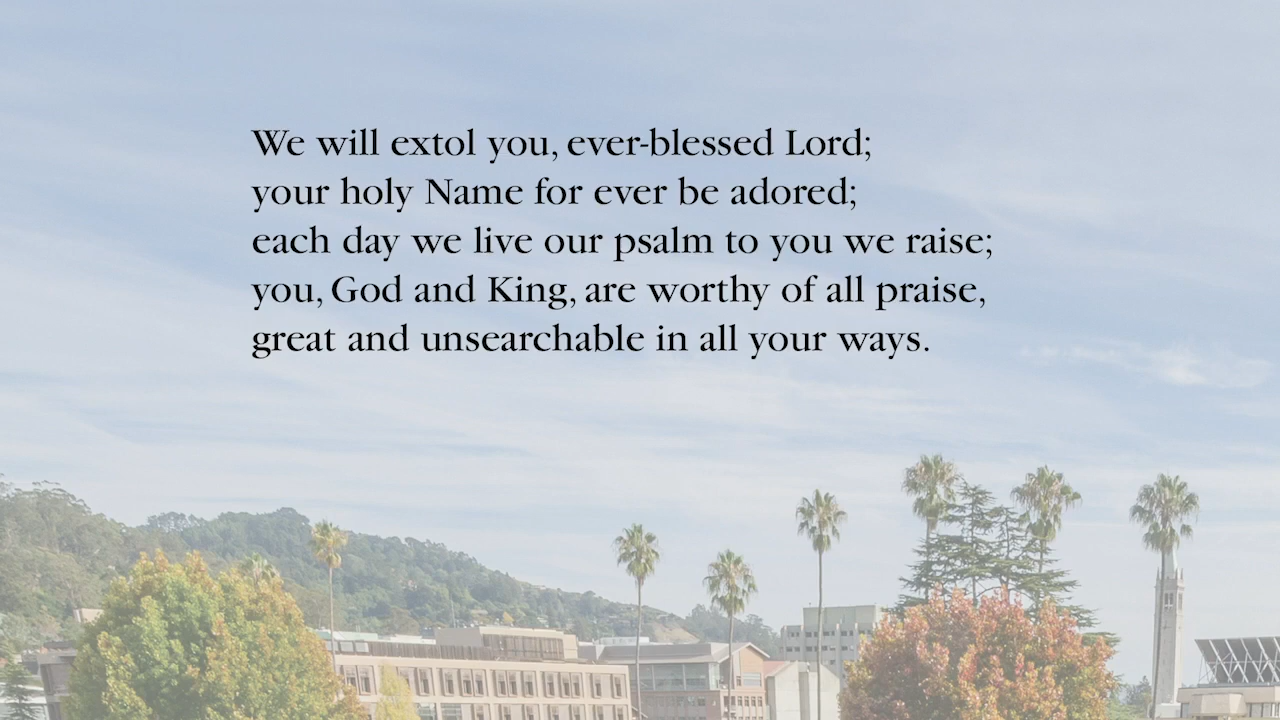 We will extol you, ever-blessed Lord;
your holy Name for ever be adored;
each day we live our psalm to you we raise;
you, God and King, are worthy of all praise,
great and unsearchable in all your ways.